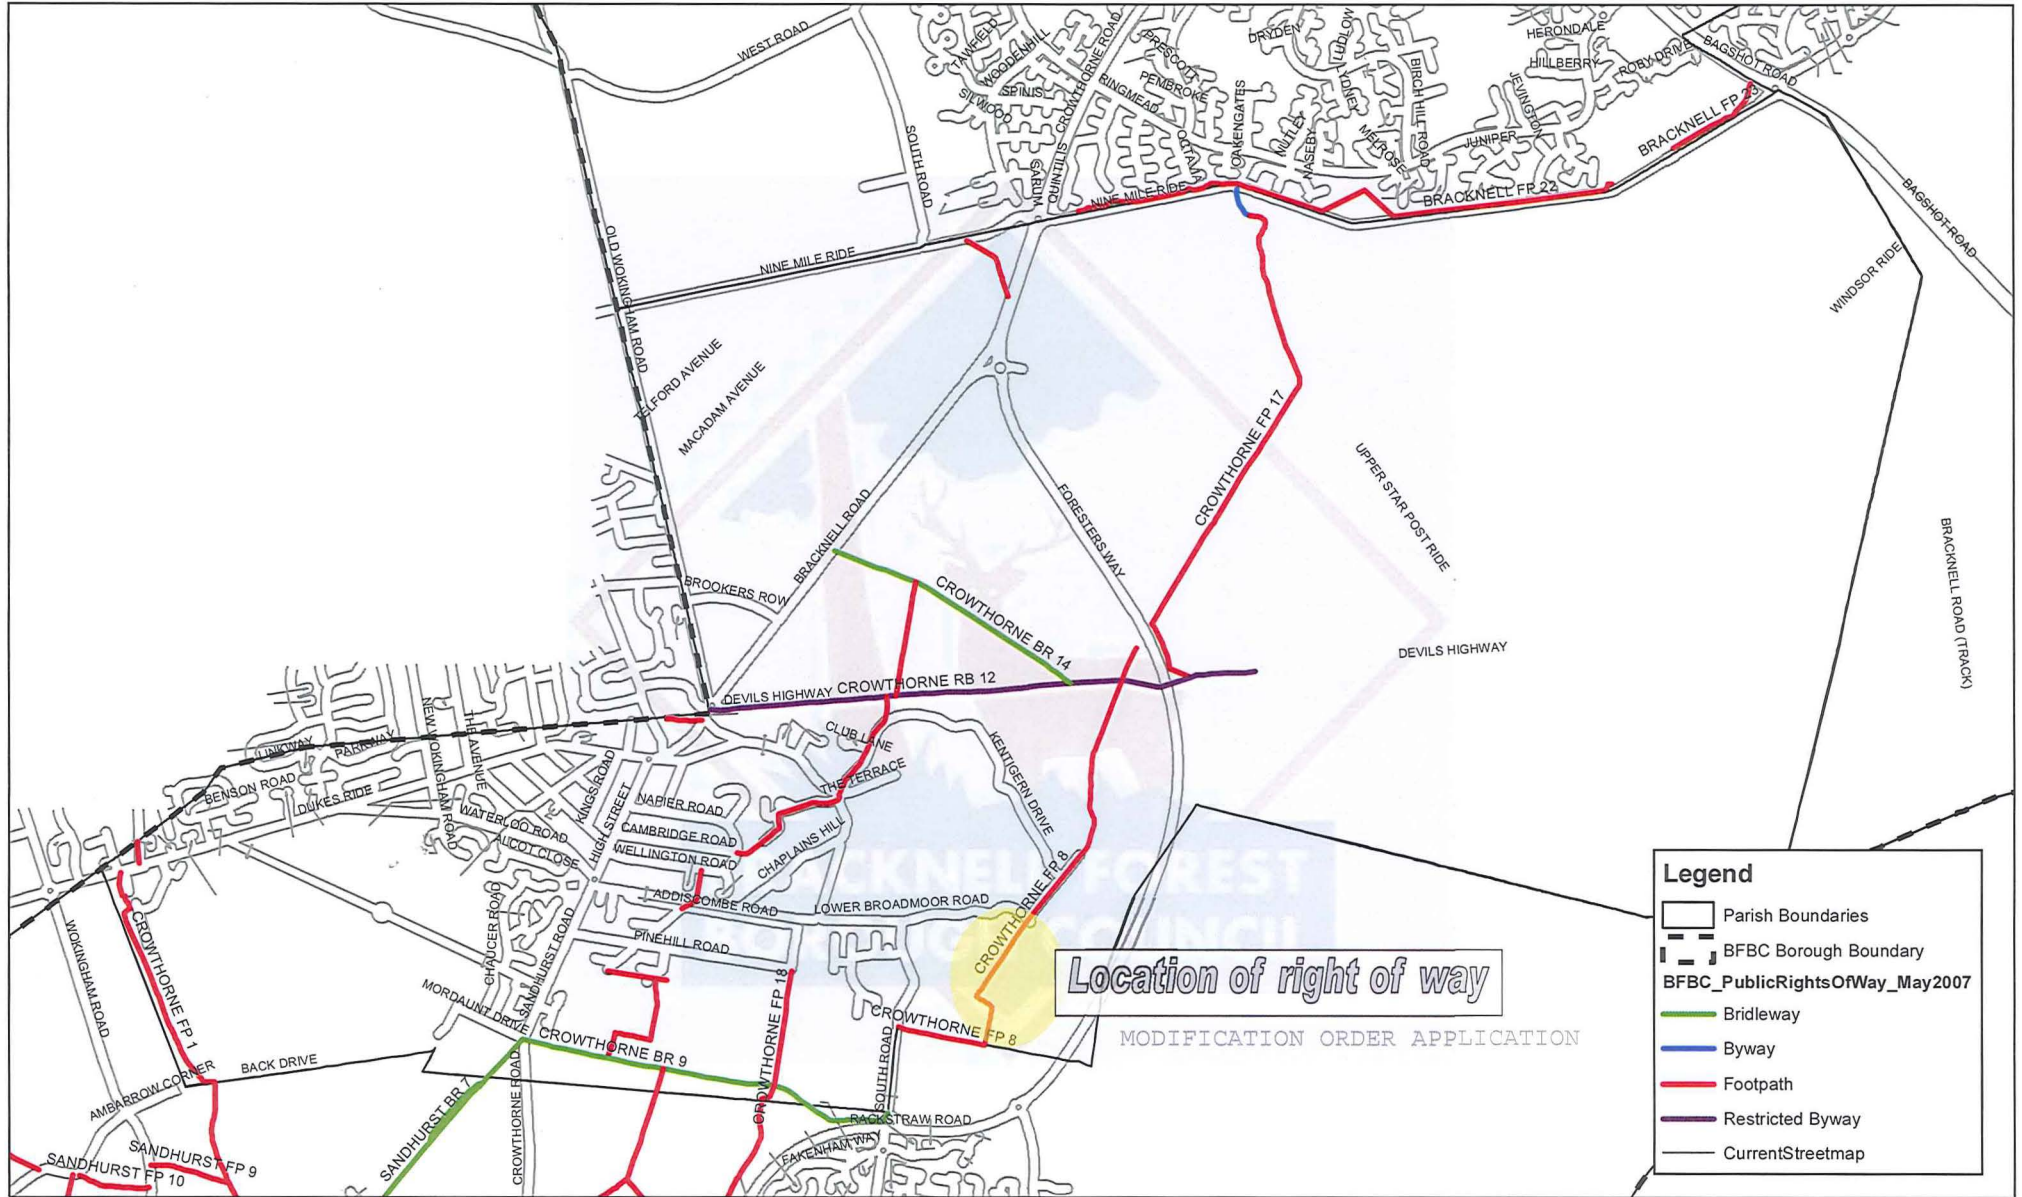 WEST ROAD
TAWFIELD
WOODENHILL
SPINIS
SILWOOD
CROWTHORNE ROAD
PRESCOTT
PEMBROKE
RINGMEAD
DRYDEN
LUDLOW
LYDNEY
BIRCH HILL ROAD
HERONDALE
HILLBERRY
ROBY DRIVE
BAGSHOT ROAD
JEVINGTON
JUNIPER
MELROSE
NUTLEY
NASEBY
OAKENGATES
OCTAVIA
QUINTILIS
SARUM
SOUTH ROAD
BRACKNELL FP 23
BRACKNELL FP 22
NINE MILE RIDE
NINE MILE RIDE
BAGSHOT ROAD
WINDSOR RIDE
OLD WOKINGHAM ROAD
TELFORD AVENUE
MACADAM AVENUE
CROWTHORNE FP 17
UPPER STAR POST RIDE
FORESTERS WAY
BRACKNELL ROAD
BROOKERS ROW
CROWTHORNE BR 14
BRACKNELL ROAD (TRACK)
DEVILS HIGHWAY
DEVILS HIGHWAY CROWTHORNE RB 12
LINKWAY
PARKWAY
NEW WOKINGHAM ROAD
THE AVENUE
BENSON ROAD
DUKES RIDE
CLUB LANE
THE TERRACE
KENTIGERN DRIVE
KINGS ROAD
HIGH STREET
NAPIER ROAD
CAMBRIDGE ROAD
WELLINGTON ROAD
CHAPLAINS HILL
WATERLOO ROAD
ALICOT CLOSE
ADDISCOMBE ROAD
LOWER BROADMOOR ROAD
PINEHILL ROAD
CHAUCER ROAD
SANDHURST ROAD
MORDAUNT DRIVE
WOKINGHAM ROAD
CROWTHORNE FP 1
CROWTHORNE FP 8
CROWTHORNE
BRACKNELL FOREST
BOROUGH COUNCIL
Location of right of way
MODIFICATION ORDER APPLICATION
CROWTHORNE FP 8
CROWTHORNE FP 18
CROWTHORNE BR 9
SOUTH ROAD
BACK DRIVE
AMBARROW CORNER
SANDHURST BR 7
CROWTHORNE ROAD
RACKSTRAW ROAD
FAKENHAM WAY
SANDHURST FP 9
SANDHURST FP 10
Legend
Parish Boundaries
BFBC Borough Boundary
BFBC_PublicRightsOfWay_May2007
Bridleway
Byway
Footpath
Restricted Byway
CurrentStreetmap